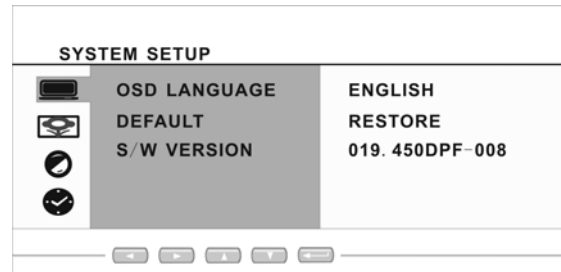 SYSTEM SETUP
OSD LANGUAGE ENGLISH
DEFAULT RESTORE
S/W VERSION 019. 450DPF-008